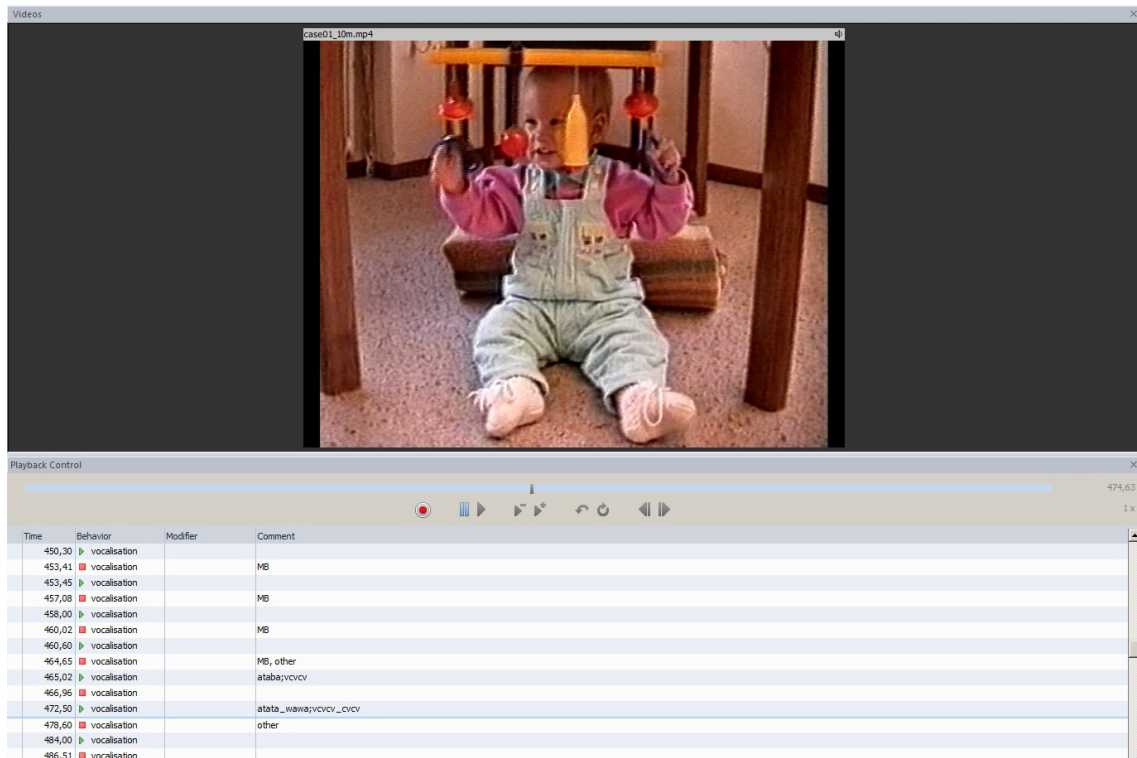 Videos ×
case01_10m.mp4
Playback Control ×
474,63
1 x
Time Behavior Modifier Comment
450,30 vocalisation
453,41 vocalisation MB
453,45 vocalisation
457,08 vocalisation MB
458,00 vocalisation
460,02 vocalisation MB
460,60 vocalisation
464,65 vocalisation MB, other
465,02 vocalisation ataba;vcvcv
466,96 vocalisation
472,50 vocalisation atata_wawa;vcvcv_cvcv
478,60 vocalisation other
484,00 vocalisation
486,51 vocalisation